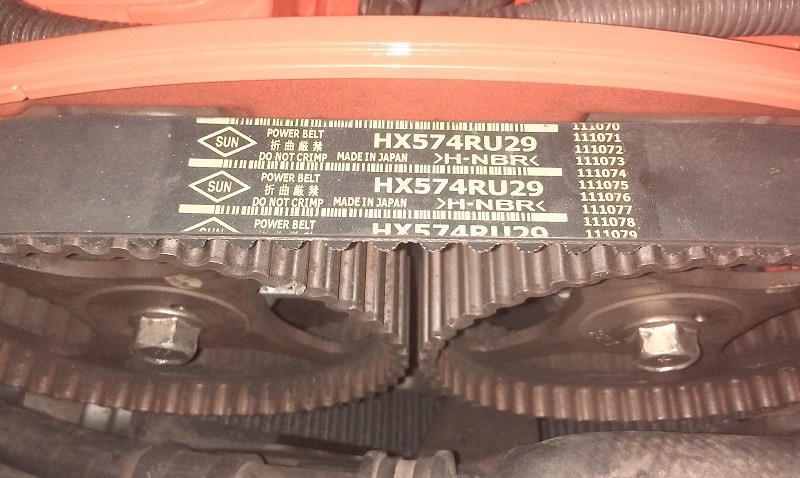 SUN
POWER BELT
折曲厳禁
DO NOT CRIMP MADE IN JAPAN
HX574RU29
>H-NBR<
SUN
POWER BELT
折曲厳禁
DO NOT CRIMP MADE IN JAPAN
HX574RU29
>H-NBR<
SUN
POWER BELT
HX574RU29
111070
111071
111072
111073
111074
111075
111076
111077
111078
111079